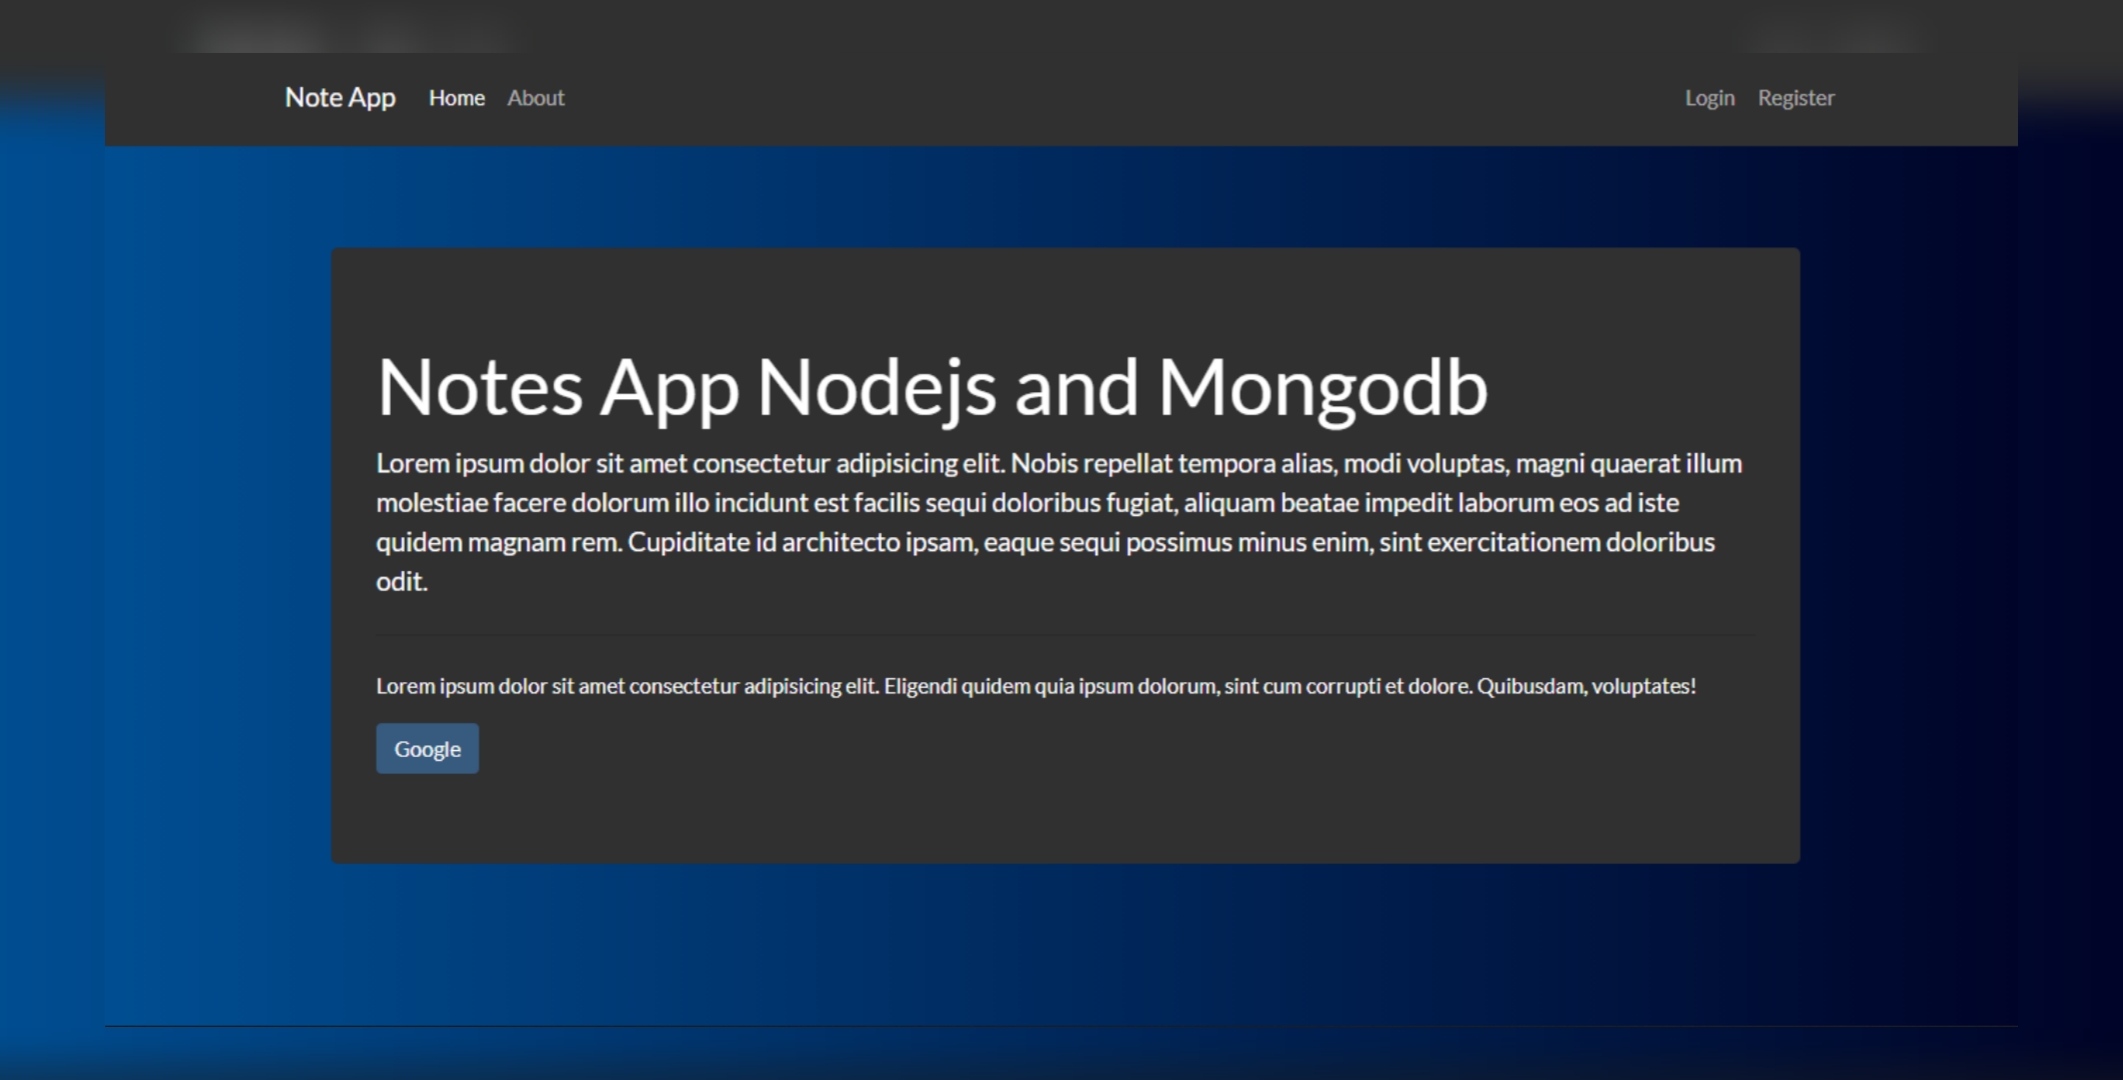 Note App Home About Login Register
Notes App Nodejs and Mongodb
Lorem ipsum dolor sit amet consectetur adipisicing elit. Nobis repellat tempora alias, modi voluptas, magni quaerat illum
molestiae facere dolorum illo incidunt est facilis sequi doloribus fugiat, aliquam beatae impedit laborum eos ad iste
quidem magnam rem. Cupiditate id architecto ipsam, eaque sequi possimus minus enim, sint exercitationem doloribus
odit.
Lorem ipsum dolor sit amet consectetur adipisicing elit. Eligendi quidem quia ipsum dolorum, sint cum corrupti et dolore. Quibusdam, voluptates!
Google